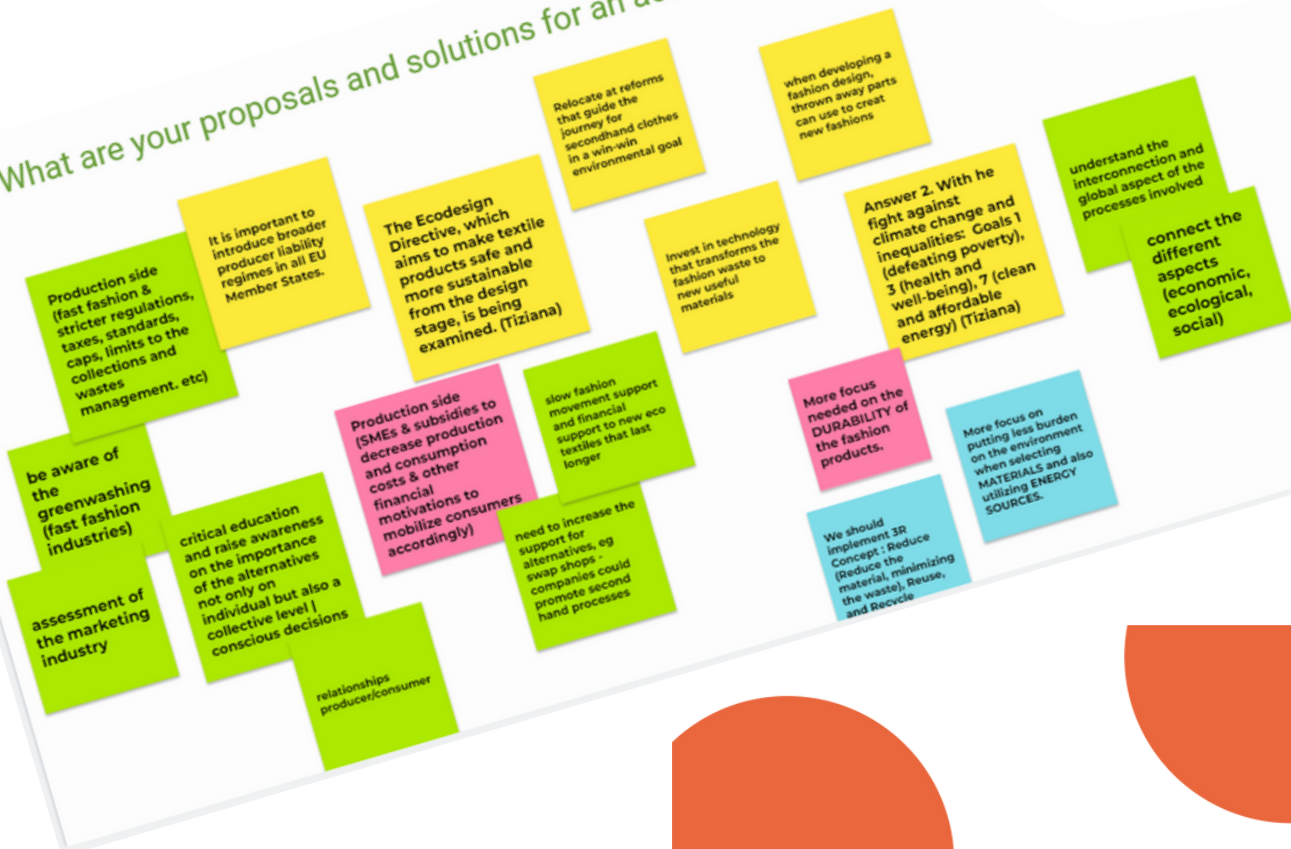 What are your proposals and solutions for an
Relocate at reforms
that guide the
journey for
secondhand clothes
in a win-win
environmental goal
when developing a
fashion design,
thrown away parts
can use to creat
new fashions
It is important to
introduce broader
producer liability
regimes in all EU
Member States.
The Ecodesign
Directive, which
aims to make textile
products safe and
more sustainable
from the design
stage, is being
examined. (Tiziana)
Invest in technology
that transforms the
fashion waste to
new useful
materials
Answer 2. With he
fight against
climate change and
inequalities: Goals 1
(defeating poverty),
3 (health and
well-being), 7 (clean
and affordable
energy) (Tiziana)
understand the
interconnection and
global aspect of the
processes involved
connect the
different
aspects
(economic,
ecological,
social)
Production side
(fast fashion &
stricter regulations,
taxes, standards,
caps, limits to the
collections and
wastes
management. etc)
Production side
(SMEs & subsidies to
decrease production
and consumption
costs & other
financial
motivations to
mobilize consumers
accordingly)
slow fashion
movement support
and financial
support to new eco
textiles that last
longer
More focus
needed on the
DURABILITY of
the fashion
products.
More focus on
putting less burden
on the environment
when selecting
MATERIALS and also
utilizing ENERGY
SOURCES.
be aware of
the
greenwashing
(fast fashion
industries)
critical education
and raise awareness
on the importance
of the alternatives
not only on
individual but also a
collective level |
conscious decisions
need to increase the
support for
alternatives, eg
swap shops -
companies could
promote second
hand processes
We should
implement 3R
Concept : Reduce
(Reduce the
material, minimizing
the waste), Reuse,
and Recycle
assessment of
the marketing
industry
relationships
producer/consumer